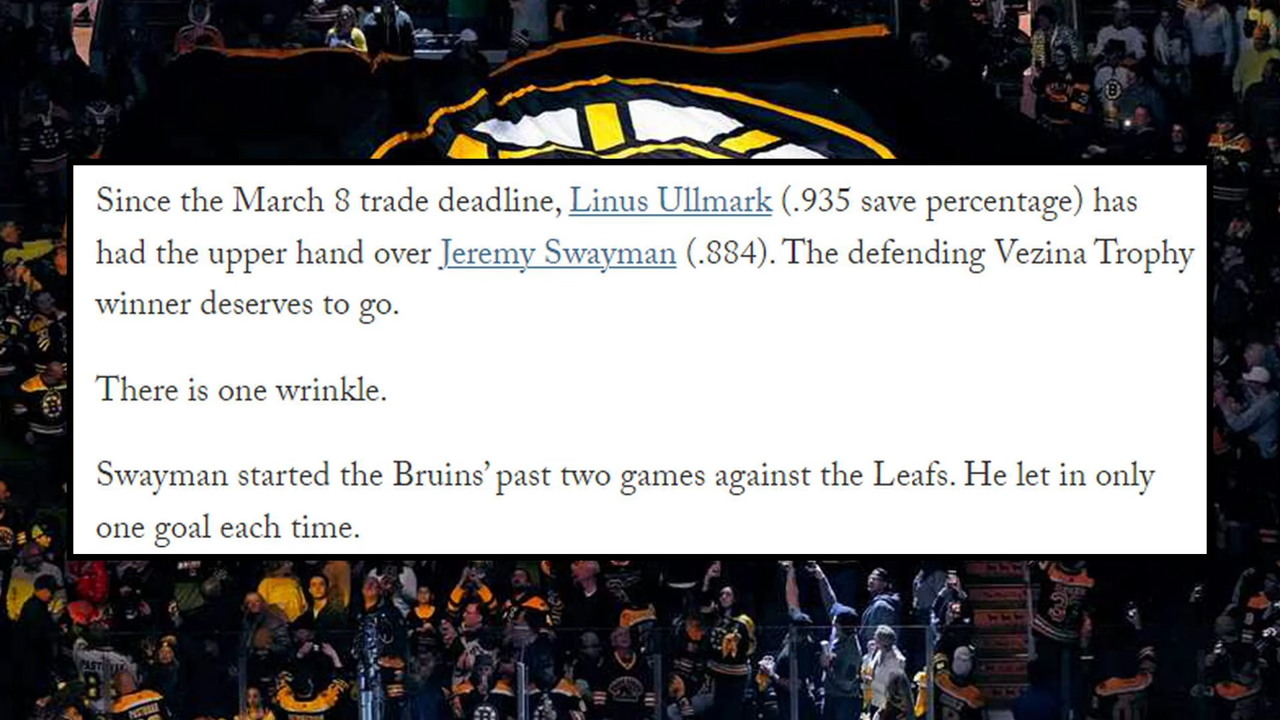 Since the March 8 trade deadline, Linus Ullmark (.935 save percentage) has
had the upper hand over Jeremy Swayman (.884). The defending Vezina Trophy
winner deserves to go.
There is one wrinkle.
Swayman started the Bruins’ past two games against the Leafs. He let in only
one goal each time.